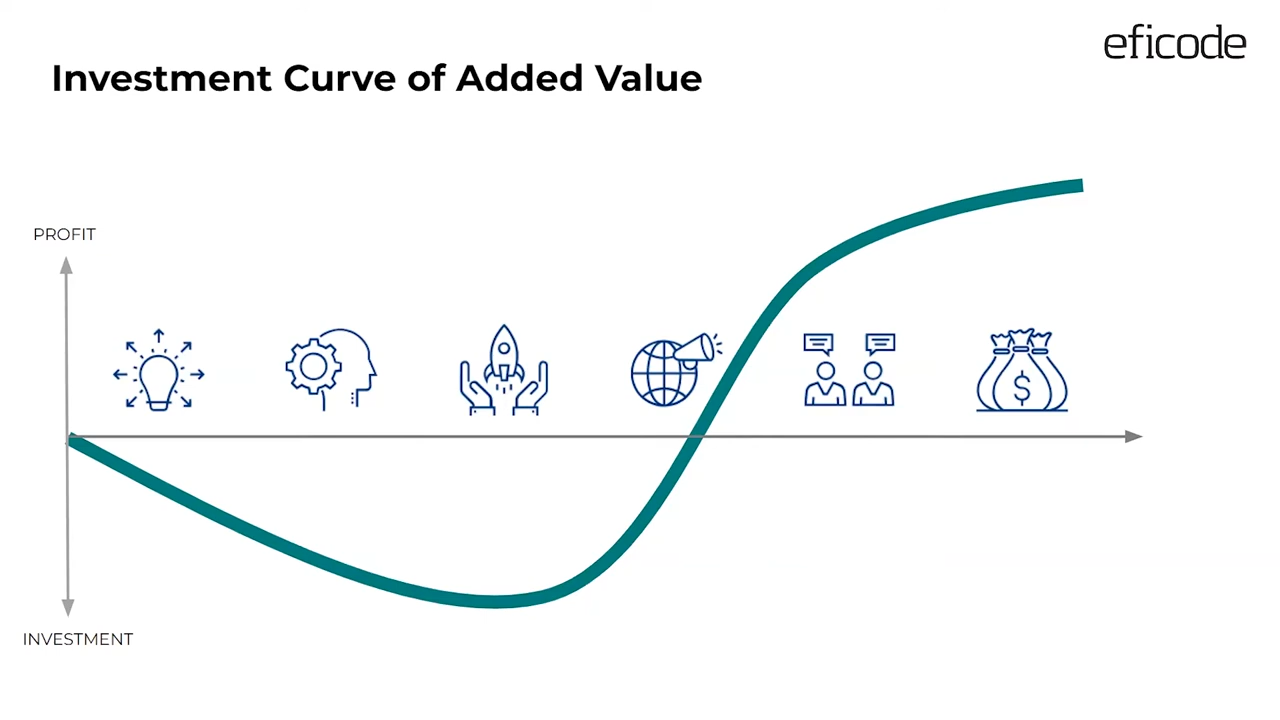 eficode
Investment Curve of Added Value
PROFIT
$
INVESTMENT